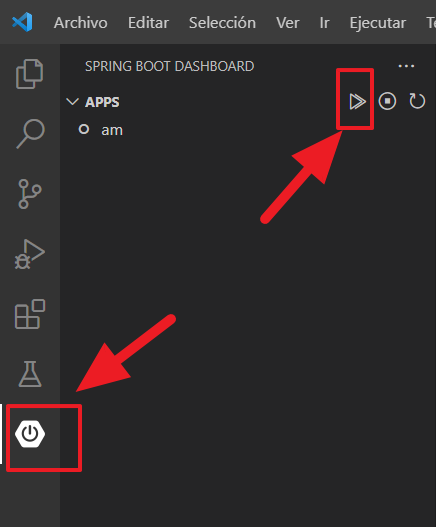 Archivo Editar Selección Ver Ir Ejecutar
SPRING BOOT DASHBOARD
APPS
am